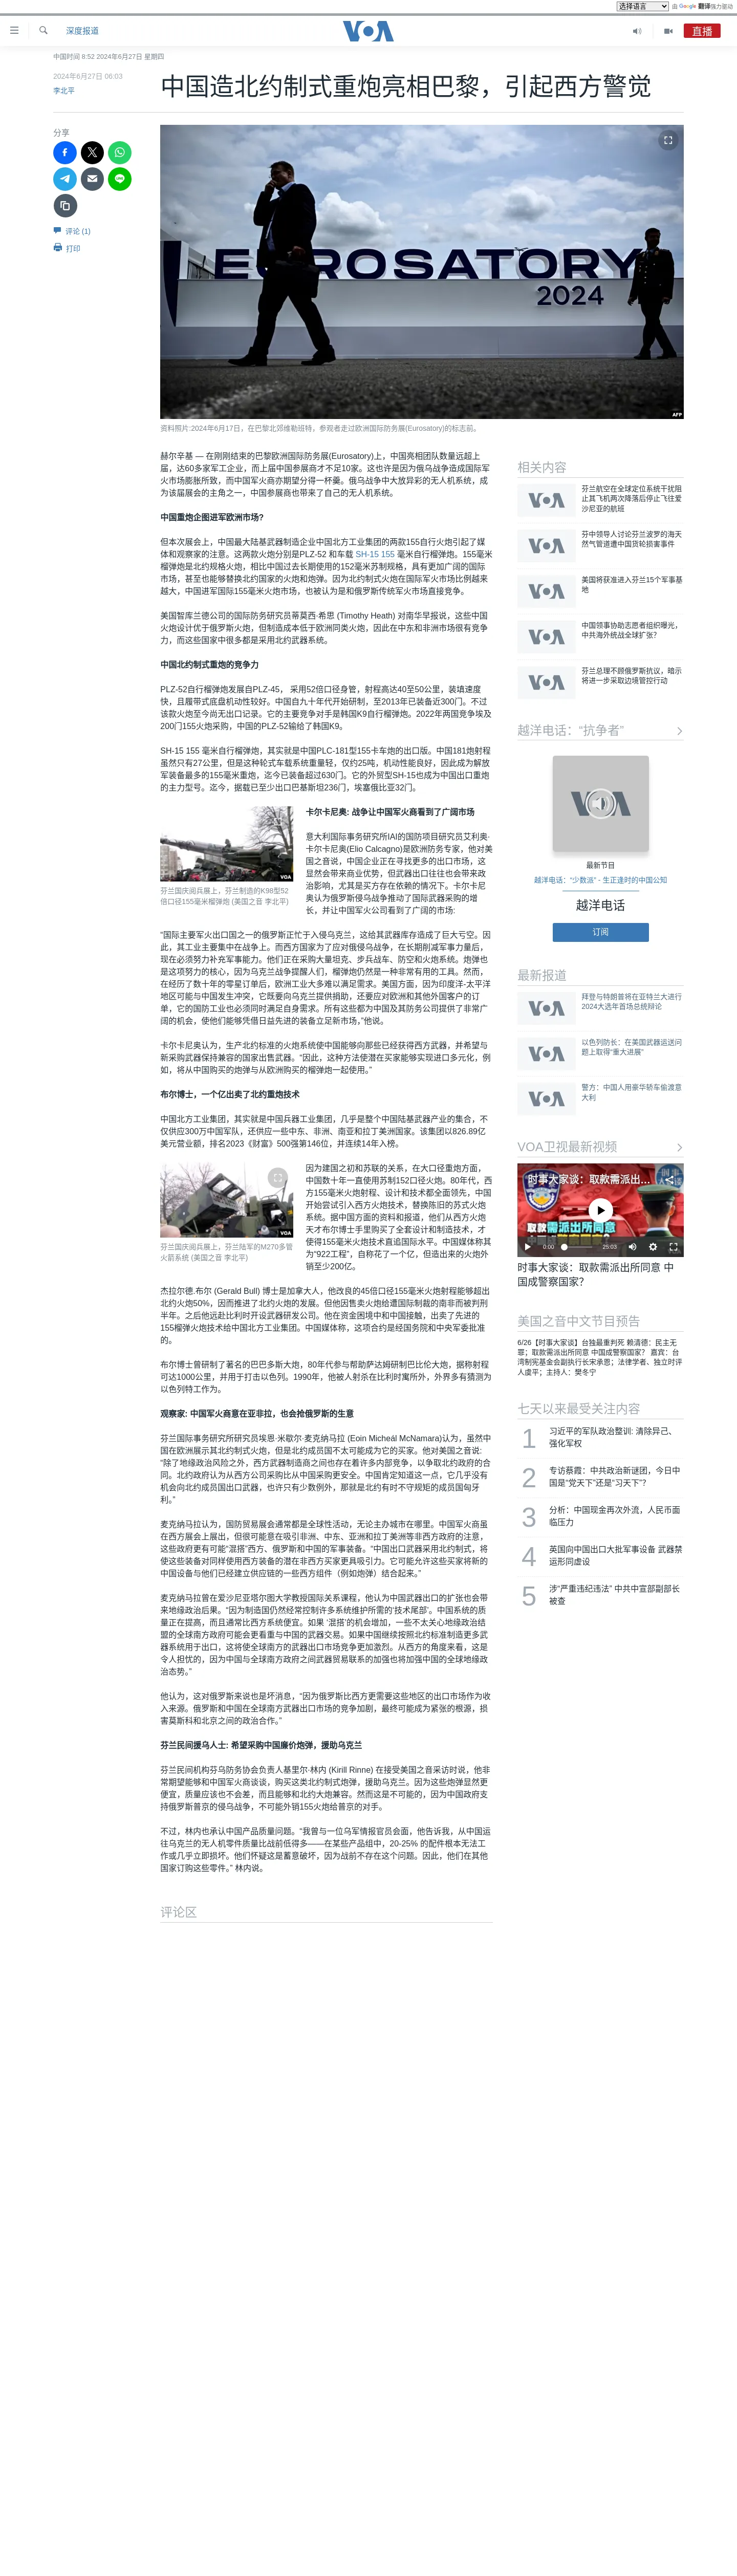 选择语言 由 Google 翻译强力驱动
深度报道
VOA
直播
中国时间 8:52 2024年6月27日 星期四
2024年6月27日 06:03
李北平
中国造北约制式重炮亮相巴黎，引起西方警觉
分享
评论 (1)
打印
EUROSATORY
2024
AFP
资料照片:2024年6月17日，在巴黎北郊维勒班特，参观者走过欧洲国际防务展(Eurosatory)的标志前。
赫尔辛基 — 在刚刚结束的巴黎欧洲国际防务展(Eurosatory)上，中国亮相团队数量远超上
届，达60多家军工企业，而上届中国参展商才不足10家。这也许是因为俄乌战争造成国际军
火市场膨胀所致，而中国军火商亦期望分得一杯羹。俄乌战争中大放异彩的无人机系统，成
为该届展会的主角之一，中国参展商也带来了自己的无人机系统。
中国重炮企图进军欧洲市场?
但本次展会上，中国最大陆基武器制造企业中国北方工业集团的两款155自行火炮引起了媒
体和观察家的注意。这两款火炮分别是PLZ-52 和车载 SH-15 155 毫米自行榴弹炮。155毫米
榴弹炮是北约规格火炮，相比中国过去长期使用的152毫米苏制规格，具有更加广阔的国际
市场，甚至也能够替换北约国家的火炮和炮弹。因为北约制式火炮在国际军火市场比例越来
越大，中国进军国际155毫米火炮市场，也被认为是和俄罗斯传统军火市场直接竞争。
美国智库兰德公司的国际防务研究员蒂莫西·希思 (Timothy Heath) 对南华早报说，这些中国
火炮设计优于俄罗斯火炮，但制造成本低于欧洲同类火炮，因此在中东和非洲市场很有竞争
力，而这些国家中很多都是采用北约武器系统。
中国北约制式重炮的竞争力
PLZ-52自行榴弹炮发展自PLZ-45， 采用52倍口径身管，射程高达40至50公里，装填速度
快，且履带式底盘机动性较好。中国自九十年代开始研制，至2013年已装备近300门。不过
该款火炮至今尚无出口记录。它的主要竞争对手是韩国K9自行榴弹炮。2022年两国竞争埃及
200门155火炮采购，中国的PLZ-52输给了韩国K9。
SH-15 155 毫米自行榴弹炮，其实就是中国PLC-181型155卡车炮的出口版。中国181炮射程
虽然只有27公里，但是这种轮式车载系统重量轻，仅约25吨，机动性能良好，因此成为解放
军装备最多的155毫米重炮，迄今已装备超过630门。它的外贸型SH-15也成为中国出口重炮
的主力型号。迄今，据载已至少出口巴基斯坦236门，埃塞俄比亚32门。
VOA
芬兰国庆阅兵展上，芬兰制造的K98型52
倍口径155毫米榴弹炮 (美国之音 李北平)
卡尔卡尼奥: 战争让中国军火商看到了广阔市场
意大利国际事务研究所IAI的国防项目研究员艾利奥·
卡尔卡尼奥(Elio Calcagno)是欧洲防务专家，他对美
国之音说，中国企业正在寻找更多的出口市场，这
显然会带来商业优势，但武器出口往往也会带来政
治影响，尤其是买方存在依赖的情况下。卡尔卡尼
奥认为俄罗斯侵乌战争推动了国际武器采购的增
长，并让中国军火公司看到了广阔的市场:
“国际主要军火出口国之一的俄罗斯正忙于入侵乌克兰，这给其武器库存造成了巨大亏空。因
此，其工业主要集中在战争上。而西方国家为了应对俄侵乌战争，在长期削减军事力量后，
现在必须努力补充军事能力。他们正在采购大量坦克、步兵战车、防空和火炮系统。炮弹也
是这项努力的核心，因为乌克兰战争提醒人们，榴弹炮仍然是一种非常有用的工具。然而，
在经历了数十年的零星订单后，欧洲工业大多难以满足需求。美国方面，因为印度洋-太平洋
地区可能与中国发生冲突，它既要向乌克兰提供捐助，还要应对欧洲和其他外国客户的订
单，它的国防工业也必须同时满足自身需求。所有这些都为中国及其防务公司提供了非常广
阔的机会，使他们能够凭借日益先进的装备立足新市场，”他说。
卡尔卡尼奥认为，生产北约标准的火炮系统使中国能够向那些已经获得西方武器，并希望与
新采购武器保持兼容的国家出售武器。“因此，这种方法使潜在买家能够实现进口多元化，例
如，将从中国购买的炮弹与从欧洲购买的榴弹炮一起使用。”
布尔博士，一个亿出卖了北约重炮技术
中国北方工业集团，其实就是中国兵器工业集团，几乎是整个中国陆基武器产业的集合，不
仅供应300万中国军队，还供应一些中东、非洲、南亚和拉丁美洲国家。该集团以826.89亿
美元营业额，排名2023《财富》500强第146位，并连续14年入榜。
VOA
芬兰国庆阅兵展上，芬兰陆军的M270多管
火箭系统 (美国之音 李北平)
因为建国之初和苏联的关系，在大口径重炮方面，
中国数十年一直使用苏制152口径火炮。80年代，西
方155毫米火炮射程、设计和技术都全面领先，中国
开始尝试引入西方火炮技术，替换陈旧的苏式火炮
系统。据中国方面的资料和报道，他们从西方火炮
天才布尔博士手里购买了全套设计和制造技术，才
使得155毫米火炮技术直追国际水平。中国媒体称其
为“922工程”，自称花了一个亿，但造出来的火炮外
销至少200亿。
杰拉尔德.布尔 (Gerald Bull) 博士是加拿大人，他改良的45倍口径155毫米火炮射程能够超出
北约火炮50%，因而推进了北约火炮的发展。但他因售卖火炮给遭国际制裁的南非而被判刑
半年。之后他远赴比利时开设武器研发公司。他在资金困境中和中国接触，出卖了先进的
155榴弹火炮技术给中国北方工业集团。中国媒体称，这项合约是经国务院和中央军委批准
的。
布尔博士曾研制了著名的巴巴多斯大炮，80年代参与帮助萨达姆研制巴比伦大炮，据称射程
可达1000公里，并用于打击以色列。1990年，他被人射杀在比利时寓所外，外界多有猜测为
以色列特工作为。
观察家: 中国军火商意在亚非拉，也会抢俄罗斯的生意
芬兰国际事务研究所研究员埃恩·米歇尔·麦克纳马拉 (Eoin Micheál McNamara)认为，虽然中
国在欧洲展示其北约制式火炮，但是北约成员国不太可能成为它的买家。他对美国之音说:
“除了地缘政治风险之外，西方武器制造商之间也存在着许多内部竞争，以争取北约政府的合
同。北约政府认为从西方公司采购比从中国采购更安全。中国肯定知道这一点，它几乎没有
机会向北约成员国出口武器，也许只有少数例外，那就是北约有时不守规矩的成员国匈牙
利。”
麦克纳马拉认为，国防贸易展会通常都是全球性活动，无论主办城市在哪里。中国军火商虽
在西方展会上展出，但很可能意在吸引非洲、中东、亚洲和拉丁美洲等非西方政府的注意，
这些政府更有可能“混搭”西方、俄罗斯和中国的军事装备。“中国出口武器采用北约制式，将
使这些装备对同样使用西方装备的潜在非西方买家更具吸引力。它可能允许这些买家将新的
中国设备与他们已经建立供应链的一些西方组件（例如炮弹）结合起来。”
麦克纳马拉曾在爱沙尼亚塔尔图大学教授国际关系课程，他认为中国武器出口的扩张也会带
来地缘政治后果。“因为制造国仍然经常控制许多系统维护所需的‘技术尾部’。中国系统的质
量正在提高，而且通常比西方系统便宜。如果 ‘混搭’的机会增加，一些不太关心地缘政治结
盟的全球南方政府可能会更看重与中国的武器交易。如果中国继续按照北约标准制造更多武
器系统用于出口，这将使全球南方的武器出口市场竞争更加激烈。从西方的角度来看，这是
令人担忧的，因为中国与全球南方政府之间武器贸易联系的加强也将加强中国的全球地缘政
治态势。”
他认为，这对俄罗斯来说也是坏消息，“因为俄罗斯比西方更需要这些地区的出口市场作为收
入来源。俄罗斯和中国在全球南方武器出口市场的竞争加剧，最终可能成为紧张的根源，损
害莫斯科和北京之间的政治合作。”
芬兰民间援乌人士: 希望采购中国廉价炮弹，援助乌克兰
芬兰民间机构芬乌防务协会负责人基里尔·林内 (Kirill Rinne) 在接受美国之音采访时说，他非
常期望能够和中国军火商谈谈，购买这类北约制式炮弹，援助乌克兰。因为这些炮弹显然更
便宜，质量应该也不会差，而且能够和北约大炮兼容。然而这是不可能的，因为中国政府支
持俄罗斯普京的侵乌战争，不可能外销155火炮给普京的对手。
不过，林内也承认中国产品质量问题。“我曾与一位乌军情报官员会面，他告诉我，从中国运
往乌克兰的无人机零件质量比战前低得多——在某些产品组中，20-25% 的配件根本无法工
作或几乎立即损坏。他们怀疑这是蓄意破坏，因为战前不存在这个问题。因此，他们在其他
国家订购这些零件。” 林内说。
评论区
相关内容
芬兰航空在全球定位系统干扰阻
止其飞机两次降落后停止飞往爱
沙尼亚的航班
芬中领导人讨论芬兰波罗的海天
然气管道遭中国货轮损害事件
美国将获准进入芬兰15个军事基
地
中国领事协助志愿者组织曝光，
中共海外统战全球扩张？
芬兰总理不顾俄罗斯抗议，暗示
将进一步采取边境管控行动
越洋电话：“抗争者”
最新节目
越洋电话：“少数派” - 生正逢时的中国公知
越洋电话
订阅
最新报道
拜登与特朗普将在亚特兰大进行
2024大选年首场总统辩论
以色列防长：在美国武器运送问
题上取得“重大进展”
警方：中国人用豪华轿车偷渡意
大利
VOA卫视最新视频
时事大家谈：取款需派出…
取款需派出所同意
0:00 25:03
时事大家谈：取款需派出所同意 中
国成警察国家？
美国之音中文节目预告
6/26【时事大家谈】台独最重判死 赖清德：民主无
罪；取款需派出所同意 中国成警察国家？ 嘉宾：台
湾制宪基金会副执行长宋承恩；法律学者、独立时评
人虞平；主持人：樊冬宁
七天以来最受关注内容
1 习近平的军队政治整训: 清除异己、
强化军权
2 专访蔡霞：中共政治新谜团，今日中
国是“党天下”还是“习天下”？
3 分析：中国现金再次外流，人民币面
临压力
4 英国向中国出口大批军事设备 武器禁
运形同虚设
5 涉“严重违纪违法” 中共中宣部副部长
被查